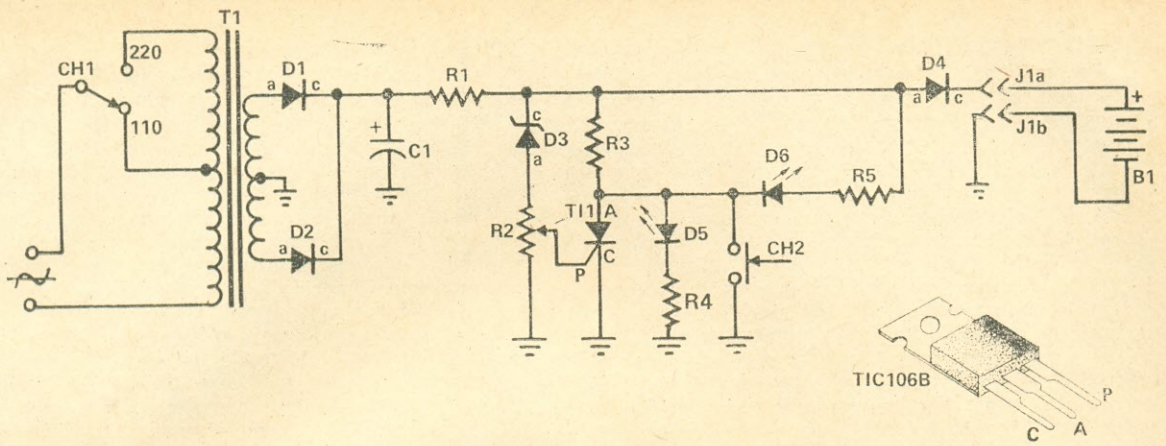 T1
220
CH1
110
D1
a
c
R1
+
C1
c
D3
a
R3
D4
a
c
J1a
J1b
+
B1
D6
R5
D2
a
c
R2
TI1
A
P
C
D5
R4
CH2
TIC106B
P
A
C